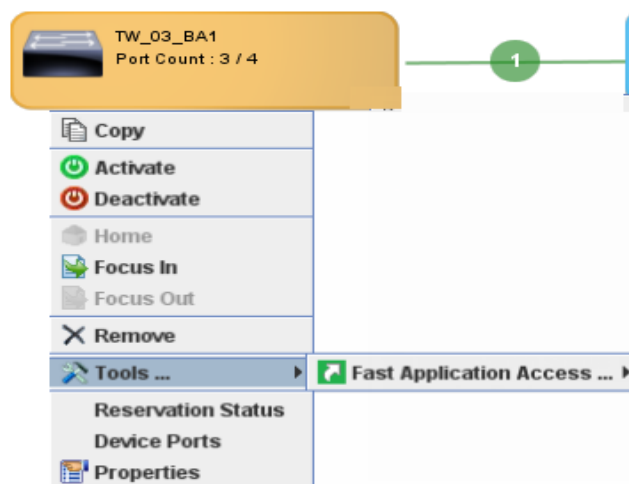 TW_03_BA1
Port Count : 3 / 4
1
Copy
Activate
Deactivate
Home
Focus In
Focus Out
Remove
Tools ...
Fast Application Access ...
Reservation Status
Device Ports
Properties